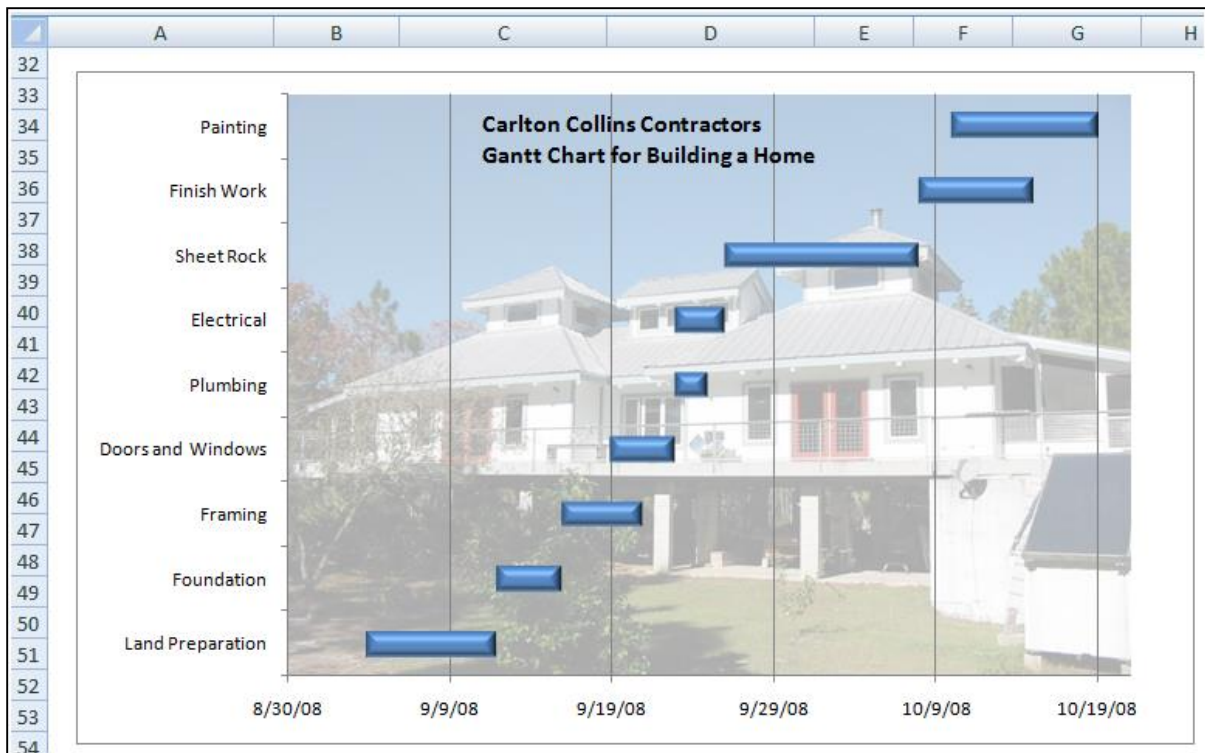 A B C D E F G H
32
33
34
35
36
37
38
39
40
41
42
43
44
45
46
47
48
49
50
51
52
53
54
Carlton Collins Contractors
Gantt Chart for Building a Home
Painting
Finish Work
Sheet Rock
Electrical
Plumbing
Doors and Windows
Framing
Foundation
Land Preparation
8/30/08 9/9/08 9/19/08 9/29/08 10/9/08 10/19/08